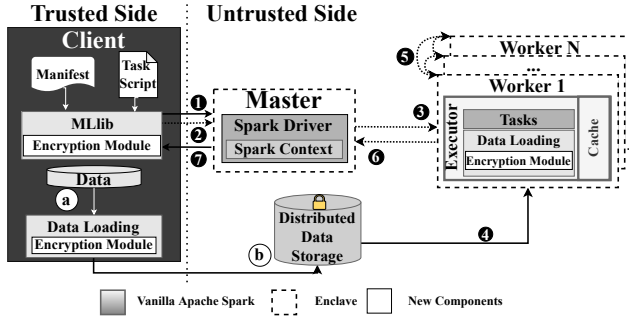 Trusted Side
Untrusted Side
Client
Manifest
Task
Script
MLlib
Encryption Module
Data
a
Data Loading
Encryption Module
1
2
7
Master
Spark Driver
Spark Context
3
6
5
Worker N
...
Worker 1
Executor
Tasks
Data Loading
Encryption Module
Cache
b
Distributed
Data
Storage
4
Vanilla Apache Spark
Enclave
New Components